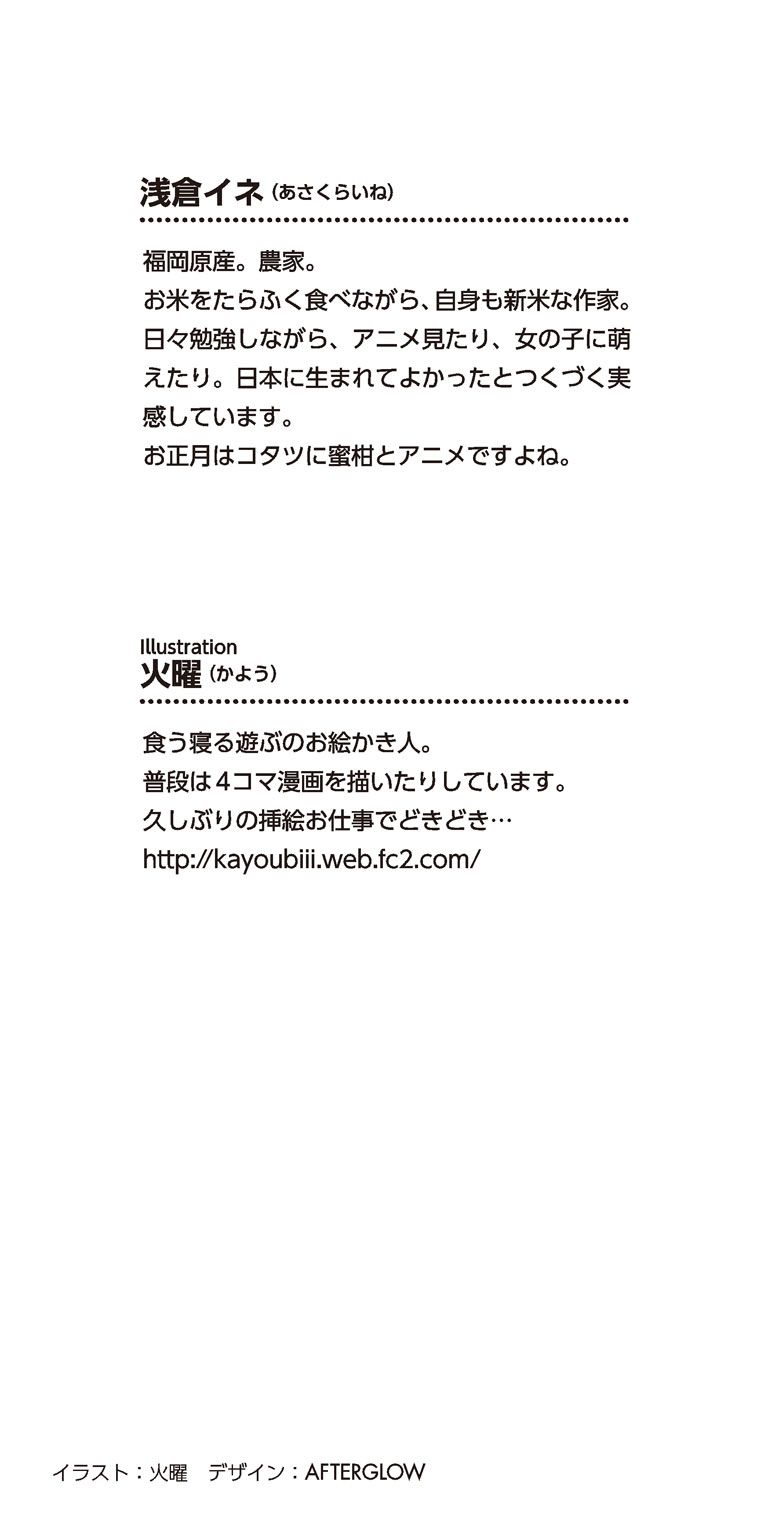 浅倉イネ（あさくらいね）
福岡原産。農家。
お米をたらふく食べながら、自身も新米な作家。
日々勉強しながら、アニメ見たり、女の子に萌
えたり。日本に生まれてよかったとつくづく実
感しています。
お正月はコタツに蜜柑とアニメですよね。
Illustration
火曜（かよう）
食う寝る遊ぶのお絵かき人。
普段は4コマ漫画を描いたりしています。
久しぶりの挿絵お仕事でどきどき…
http://kayoubiii.web.fc2.com/
イラスト：火曜　デザイン：AFTERGLOW